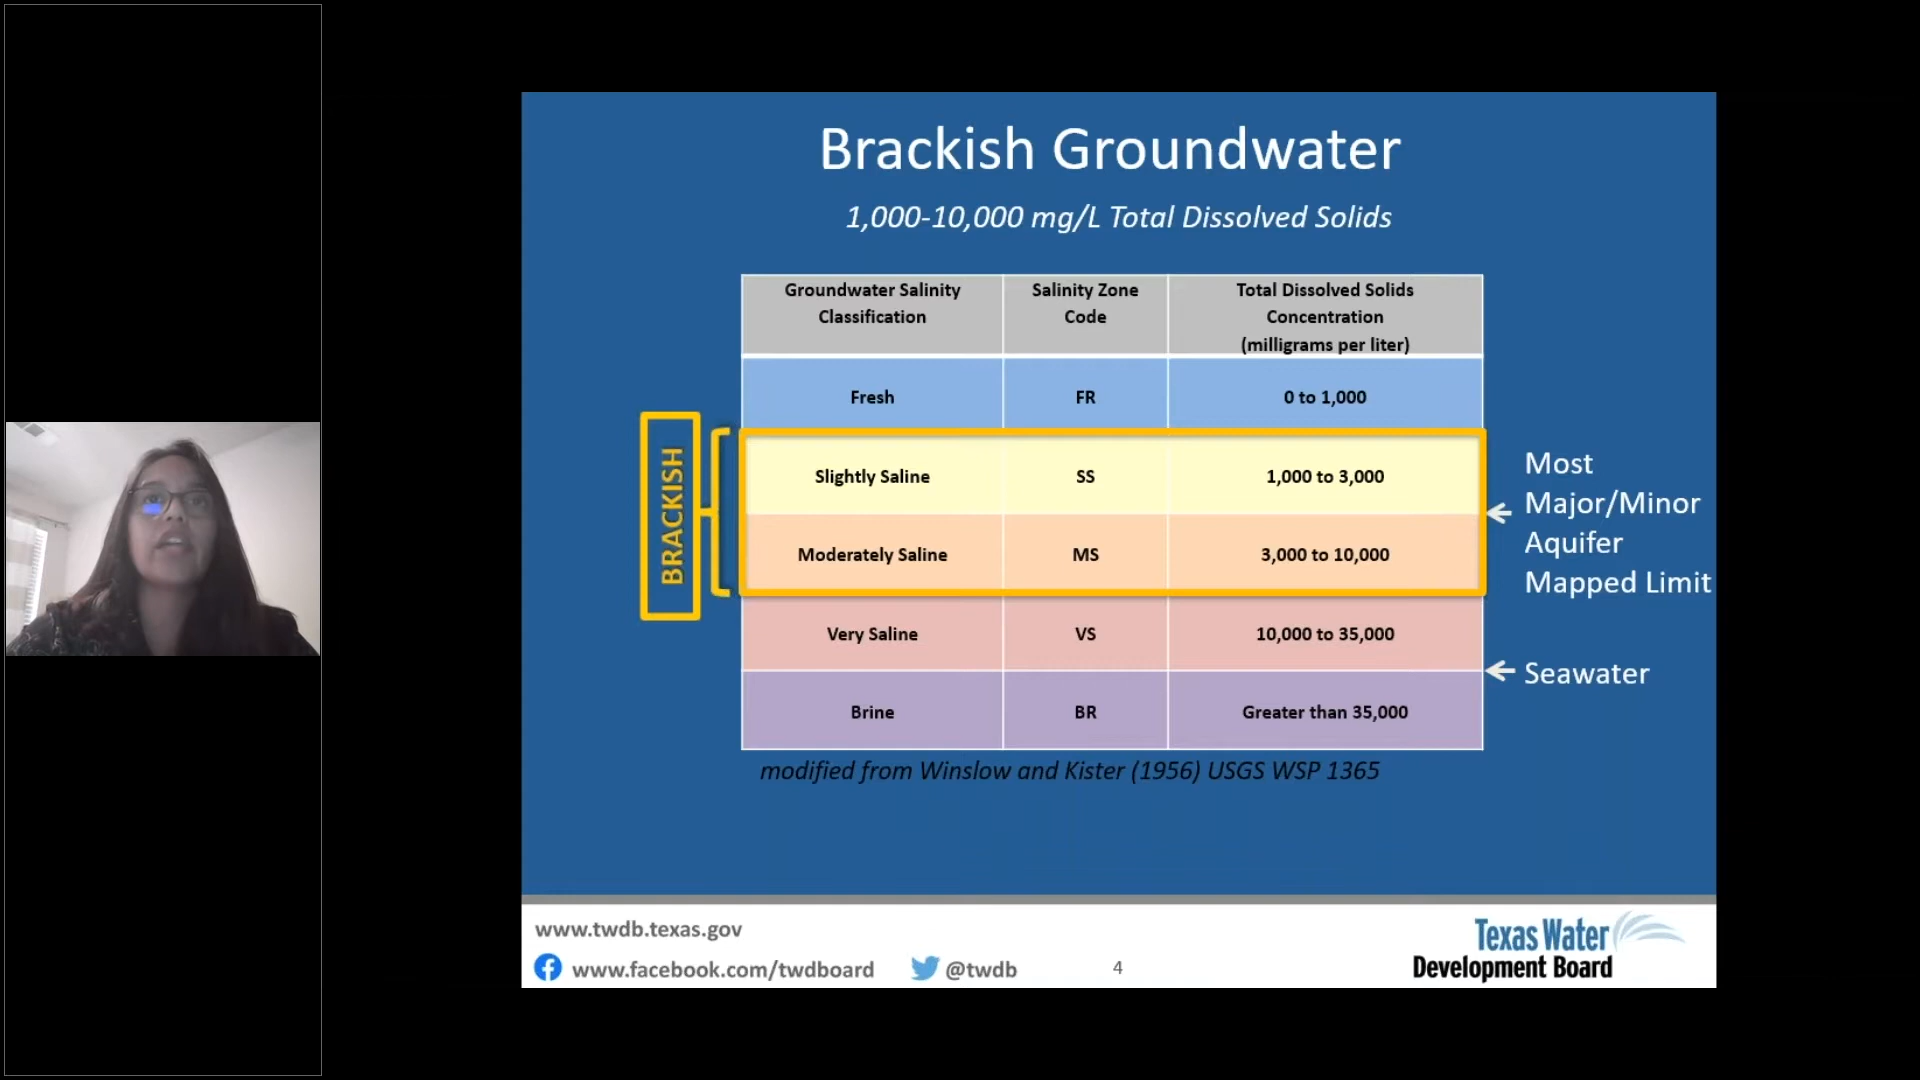 Brackish Groundwater
1,000-10,000 mg/L Total Dissolved Solids
Groundwater Salinity
Classification
Salinity Zone
Code
Total Dissolved Solids
Concentration
(milligrams per liter)
Fresh
FR
0 to 1,000
BRACKISH
Slightly Saline
SS
1,000 to 3,000
Moderately Saline
MS
3,000 to 10,000
Most
Major/Minor
Aquifer
Mapped Limit
Very Saline
VS
10,000 to 35,000
Seawater
Brine
BR
Greater than 35,000
modified from Winslow and Kister (1956) USGS WSP 1365
www.twdb.texas.gov
www.facebook.com/twdboard
@twdb
4
Texas Water
Development Board